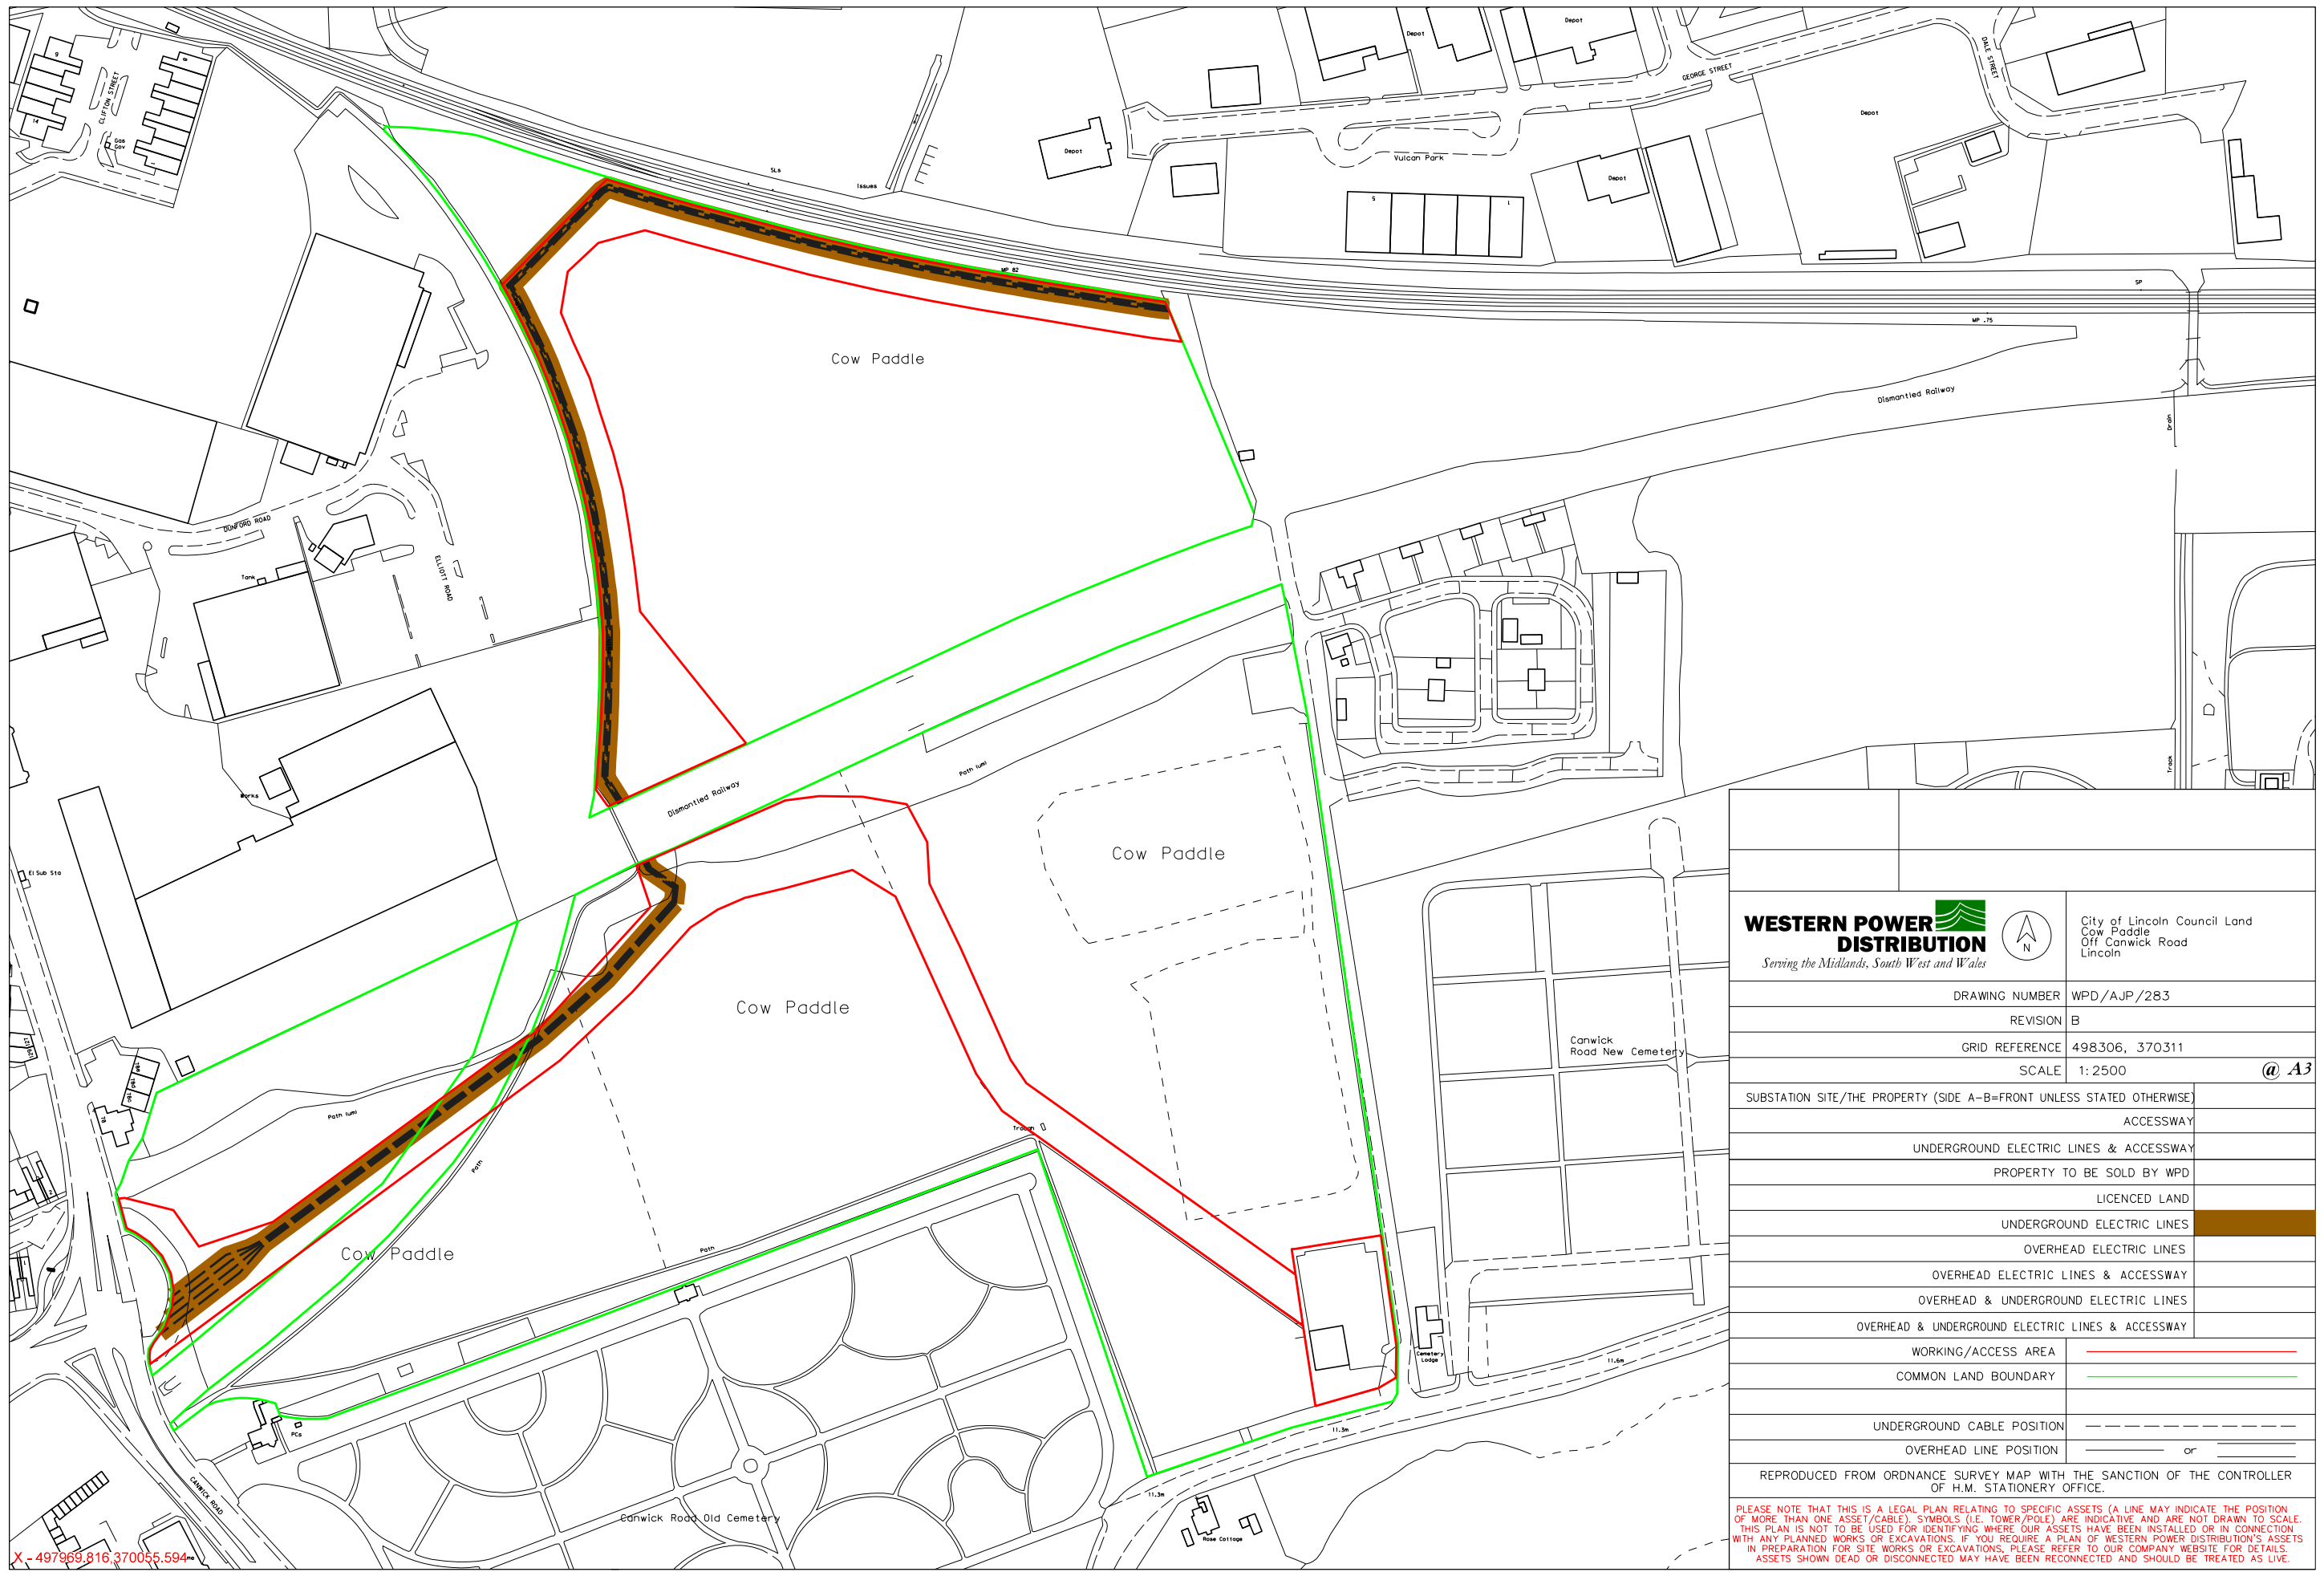 CLIFTON STREET
9
8
14
1
Gas
Gov
SLs
Issues
Depot
Depot
Depot
GEORGE STREET
DALE STREET
Depot
Vulcan Park
Depot
5
1
MP 82
SP
MP .75
Cow Paddle
Dismantled Railway
Drain
DUNFORD ROAD
ELLIOTT ROAD
Tank
Works
Dismantled Railway
Path (um)
Track
El Sub Sta
Cow Paddle
Cow Paddle
Canwick
Road New Cemetery
Path (um)
Path
Trough
Cow Paddle
Path
Cemetery
Lodge
11.6m
11.3m
11.3m
PCs
CANWICK ROAD
Canwick Road Old Cemetery
Rose Cottage
X - 497969.816,370055.594
WESTERN POWER
DISTRIBUTION
Serving the Midlands, South West and Wales
N
City of Lincoln Council Land
Cow Paddle
Off Canwick Road
Lincoln
DRAWING NUMBER WPD/AJP/283
REVISION B
GRID REFERENCE 498306, 370311
SCALE 1:2500 @ A3
SUBSTATION SITE/THE PROPERTY (SIDE A-B=FRONT UNLESS STATED OTHERWISE)
ACCESSWAY
UNDERGROUND ELECTRIC LINES & ACCESSWAY
PROPERTY TO BE SOLD BY WPD
LICENCED LAND
UNDERGROUND ELECTRIC LINES
OVERHEAD ELECTRIC LINES
OVERHEAD ELECTRIC LINES & ACCESSWAY
OVERHEAD & UNDERGROUND ELECTRIC LINES
OVERHEAD & UNDERGROUND ELECTRIC LINES & ACCESSWAY
WORKING/ACCESS AREA
COMMON LAND BOUNDARY
UNDERGROUND CABLE POSITION
OVERHEAD LINE POSITION or
REPRODUCED FROM ORDNANCE SURVEY MAP WITH THE SANCTION OF THE CONTROLLER
OF H.M. STATIONERY OFFICE.
PLEASE NOTE THAT THIS IS A LEGAL PLAN RELATING TO SPECIFIC ASSETS (A LINE MAY INDICATE THE POSITION
OF MORE THAN ONE ASSET/CABLE). SYMBOLS (I.E. TOWER/POLE) ARE INDICATIVE AND ARE NOT DRAWN TO SCALE.
THIS PLAN IS NOT TO BE USED FOR IDENTIFYING WHERE OUR ASSETS HAVE BEEN INSTALLED OR IN CONNECTION
WITH ANY PLANNED WORKS OR EXCAVATIONS. IF YOU REQUIRE A PLAN OF WESTERN POWER DISTRIBUTION'S ASSETS
IN PREPARATION FOR SITE WORKS OR EXCAVATIONS, PLEASE REFER TO OUR COMPANY WEBSITE FOR DETAILS.
ASSETS SHOWN DEAD OR DISCONNECTED MAY HAVE BEEN RECONNECTED AND SHOULD BE TREATED AS LIVE.